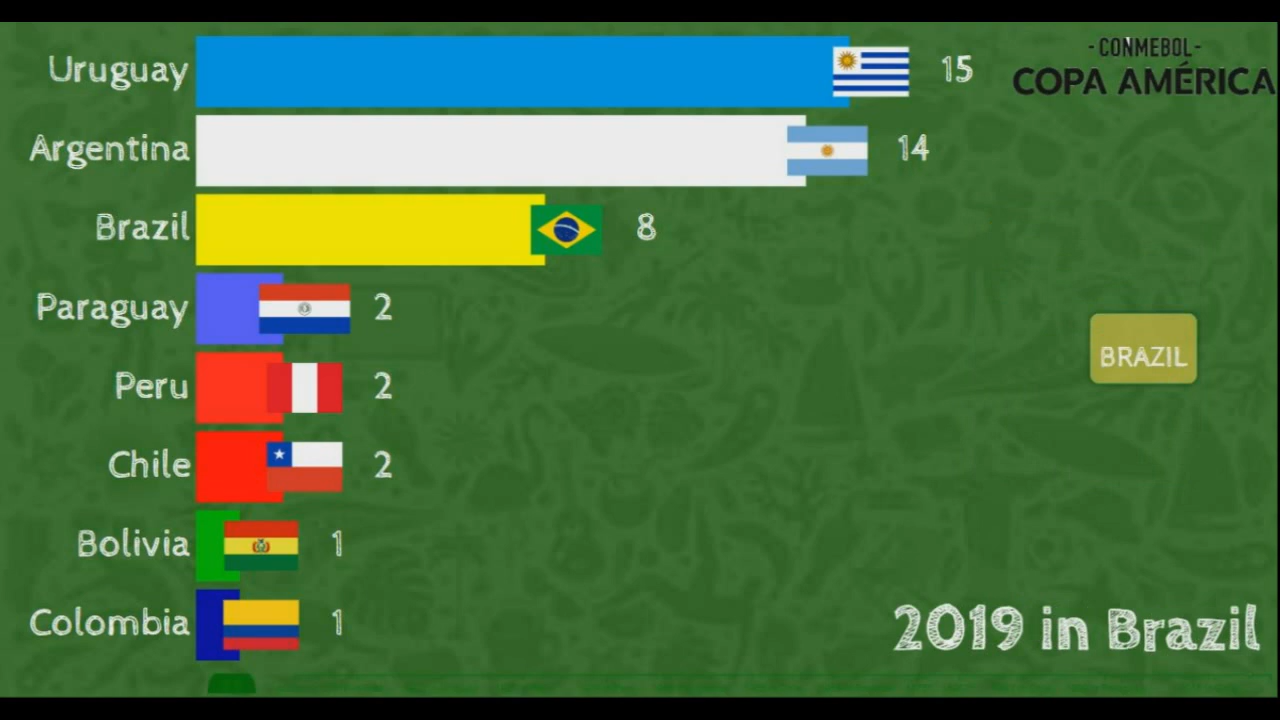 Uruguay 15
- CONMEBOL-
COPA AMÉRICA
Argentina 14
Brazil 8
Paraguay 2
Peru 2
BRAZIL
Chile 2
Bolivia 1
Colombia 1
2019 in Brazil